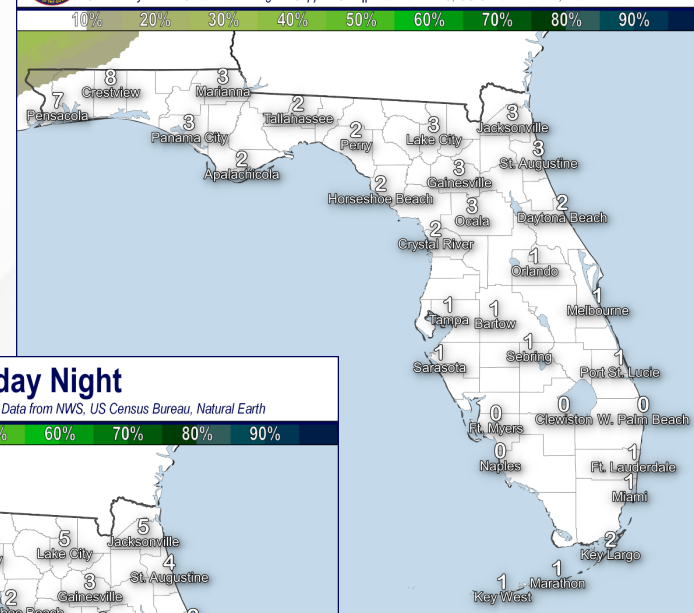 10% 20% 30% 40% 50% 60% 70% 80% 90%
8
Crestview
3
Marianna
7
Pensacola
2
Tallahassee
3
Panama City
2
Perry
3
Lake City
3
Jacksonville
3
St. Augustine
2
Apalachicola
3
Gainesville
2
Horseshoe Beach
3
Ocala
2
Daytona Beach
2
Crystal River
1
Orlando
1
Melbourne
1
Tampa
1
Bartow
1
Sarasota
1
Sebring
1
Port St. Lucie
0
Ft. Myers
0
Clewiston
0
W. Palm Beach
0
Naples
1
Ft. Lauderdale
1
Miami
2
Key Largo
1
Marathon
1
Key West
day Night
Data from NWS, US Census Bureau, Natural Earth
% 60% 70% 80% 90%
5
Lake City
5
Jacksonville
4
St. Augustine
3
Gainesville
2
Beach